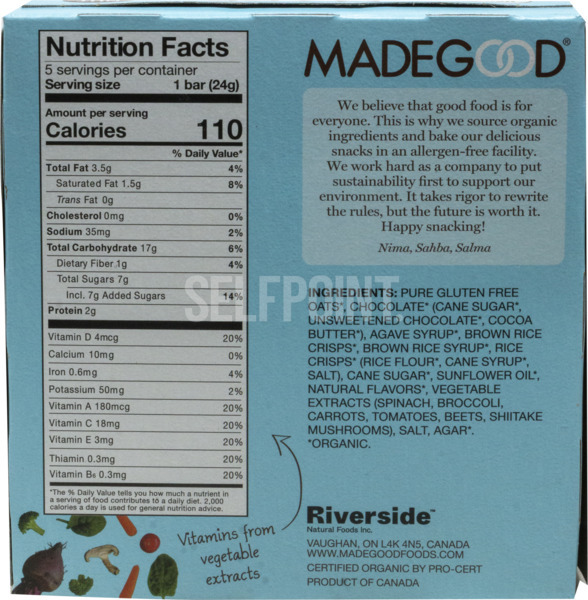 Nutrition Facts
5 servings per container
Serving size 1 bar (24g)
Amount per serving
Calories 110
% Daily Value*
Total Fat 3.5g 4%
Saturated Fat 1.5g 8%
Trans Fat 0g
Cholesterol 0mg 0%
Sodium 35mg 2%
Total Carbohydrate 17g 6%
Dietary Fiber 1g 4%
Total Sugars 7g
Incl. 7g Added Sugars 14%
Protein 2g
Vitamin D 4mcg 20%
Calcium 10mg 0%
Iron 0.6mg 4%
Potassium 50mg 2%
Vitamin A 180mcg 20%
Vitamin C 18mg 20%
Vitamin E 3mg 20%
Thiamin 0.3mg 20%
Vitamin B₆ 0.3mg 20%
*The % Daily Value tells you how much a nutrient in
a serving of food contributes to a daily diet. 2,000
calories a day is used for general nutrition advice.
Vitamins from
vegetable
extracts
MADEGOOD®
We believe that good food is for
everyone. This is why we source organic
ingredients and bake our delicious
snacks in an allergen-free facility.
We work hard as a company to put
sustainability first to support our
environment. It takes rigor to rewrite
the rules, but the future is worth it.
Happy snacking!
Nima, Sahba, Salma
SELFPOINT
INGREDIENTS: PURE GLUTEN FREE
OATS*, CHOCOLATE* (CANE SUGAR*,
UNSWEETENED CHOCOLATE*, COCOA
BUTTER*), AGAVE SYRUP*, BROWN RICE
CRISPS*, BROWN RICE SYRUP*, RICE
CRISPS* (RICE FLOUR*, CANE SYRUP*,
SALT), CANE SUGAR*, SUNFLOWER OIL*,
NATURAL FLAVORS*, VEGETABLE
EXTRACTS (SPINACH, BROCCOLI,
CARROTS, TOMATOES, BEETS, SHIITAKE
MUSHROOMS), SALT, AGAR*.
*ORGANIC.
Riverside™
Natural Foods Inc.
VAUGHAN, ON L4K 4N5, CANADA
WWW.MADEGOODFOODS.COM
CERTIFIED ORGANIC BY PRO-CERT
PRODUCT OF CANADA